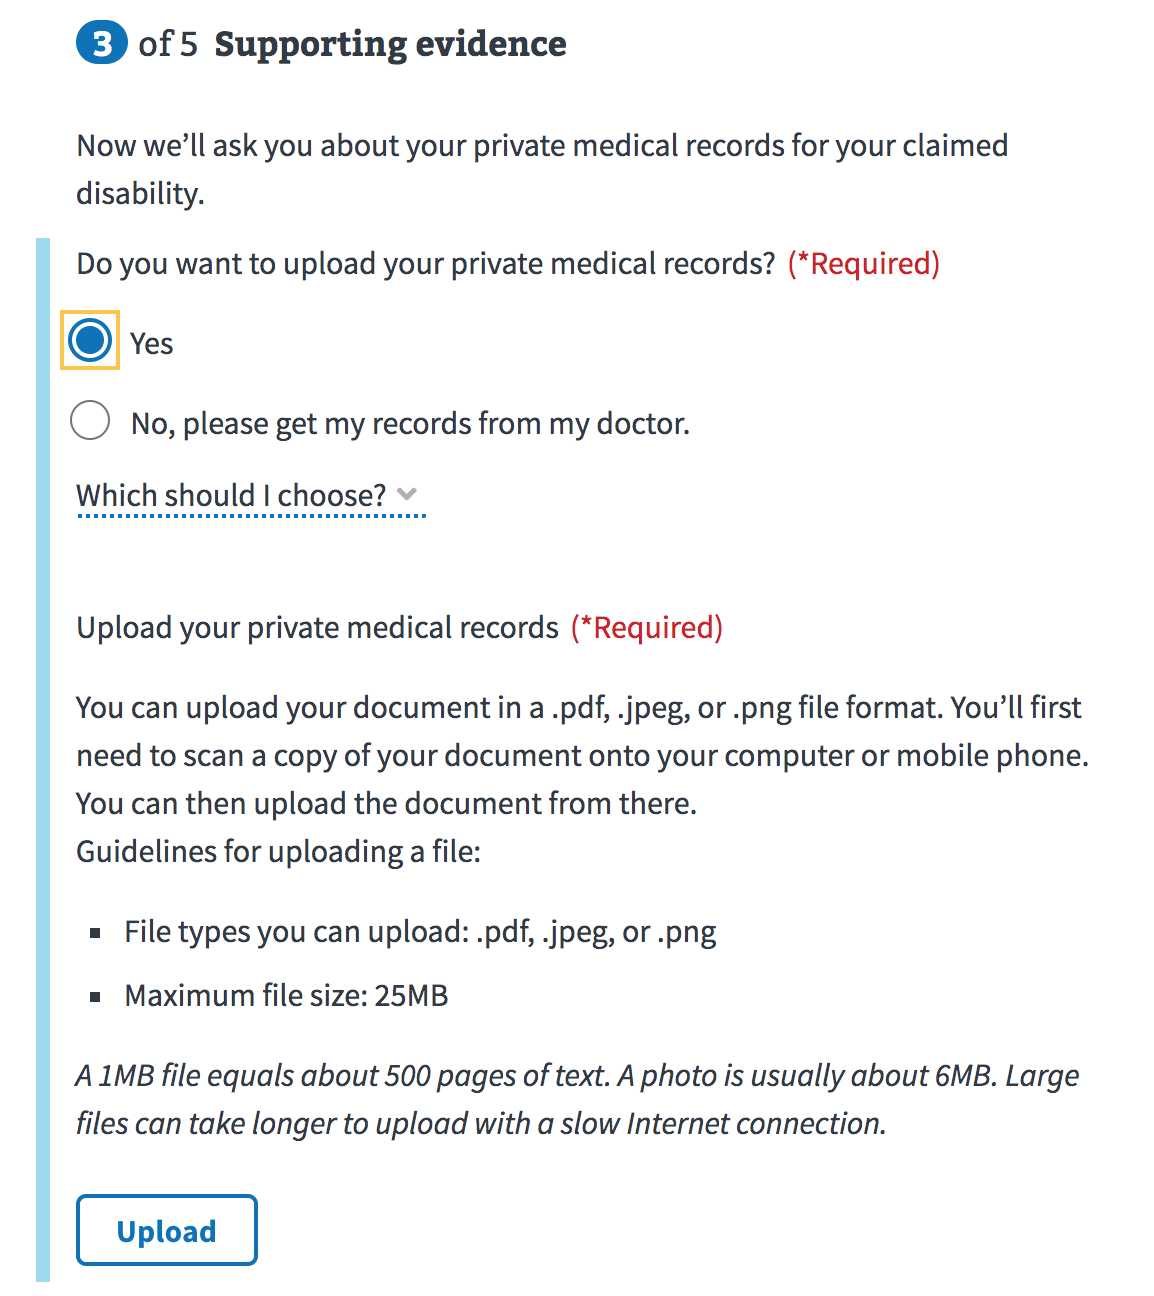 3 of 5 Supporting evidence
Now we’ll ask you about your private medical records for your claimed
disability.
Do you want to upload your private medical records? (*Required)
Yes
No, please get my records from my doctor.
Which should I choose?
Upload your private medical records (*Required)
You can upload your document in a .pdf, .jpeg, or .png file format. You’ll first
need to scan a copy of your document onto your computer or mobile phone.
You can then upload the document from there.
Guidelines for uploading a file:
File types you can upload: .pdf, .jpeg, or .png
Maximum file size: 25MB
A 1MB file equals about 500 pages of text. A photo is usually about 6MB. Large
files can take longer to upload with a slow Internet connection.
Upload